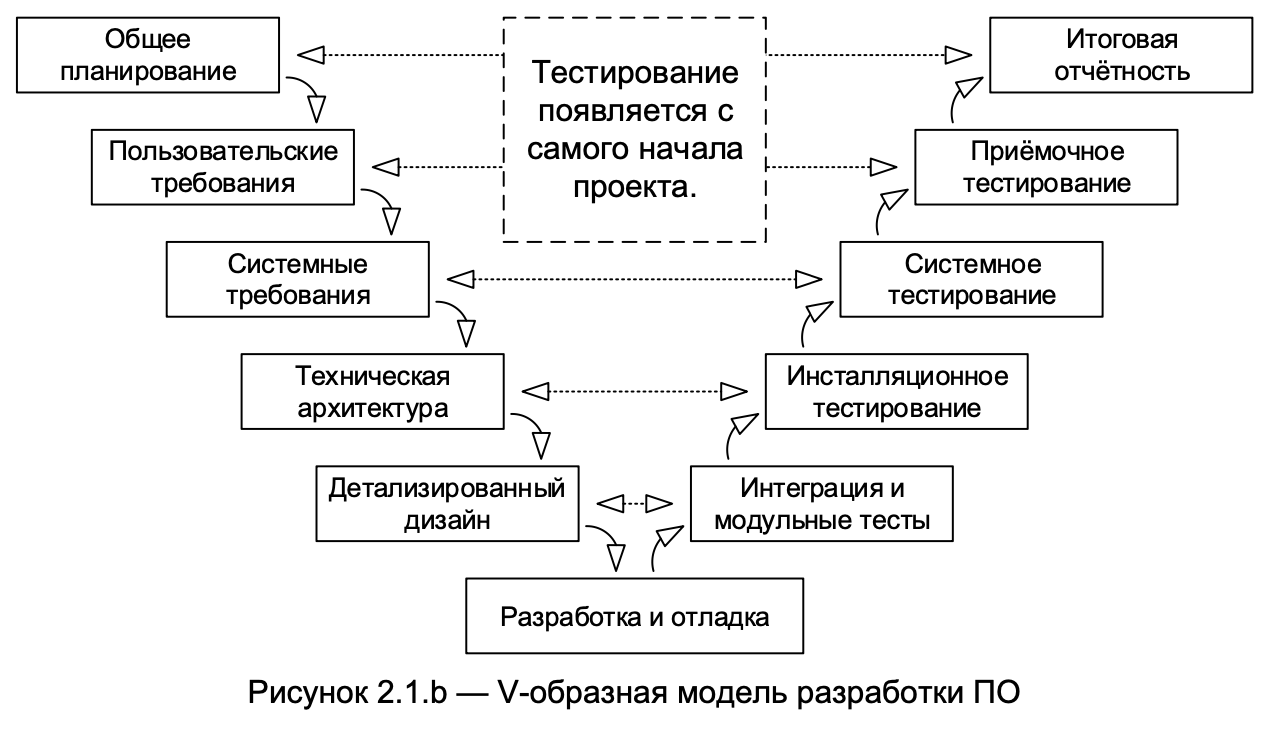 Общее
планирование
Тестирование
появляется с
самого начала
проекта.
Итоговая
отчётность
Пользовательские
требования
Приёмочное
тестирование
Системные
требования
Системное
тестирование
Техническая
архитектура
Инсталляционное
тестирование
Детализированный
дизайн
Интеграция и
модульные тесты
Разработка и отладка
Рисунок 2.1.b — V-образная модель разработки ПО